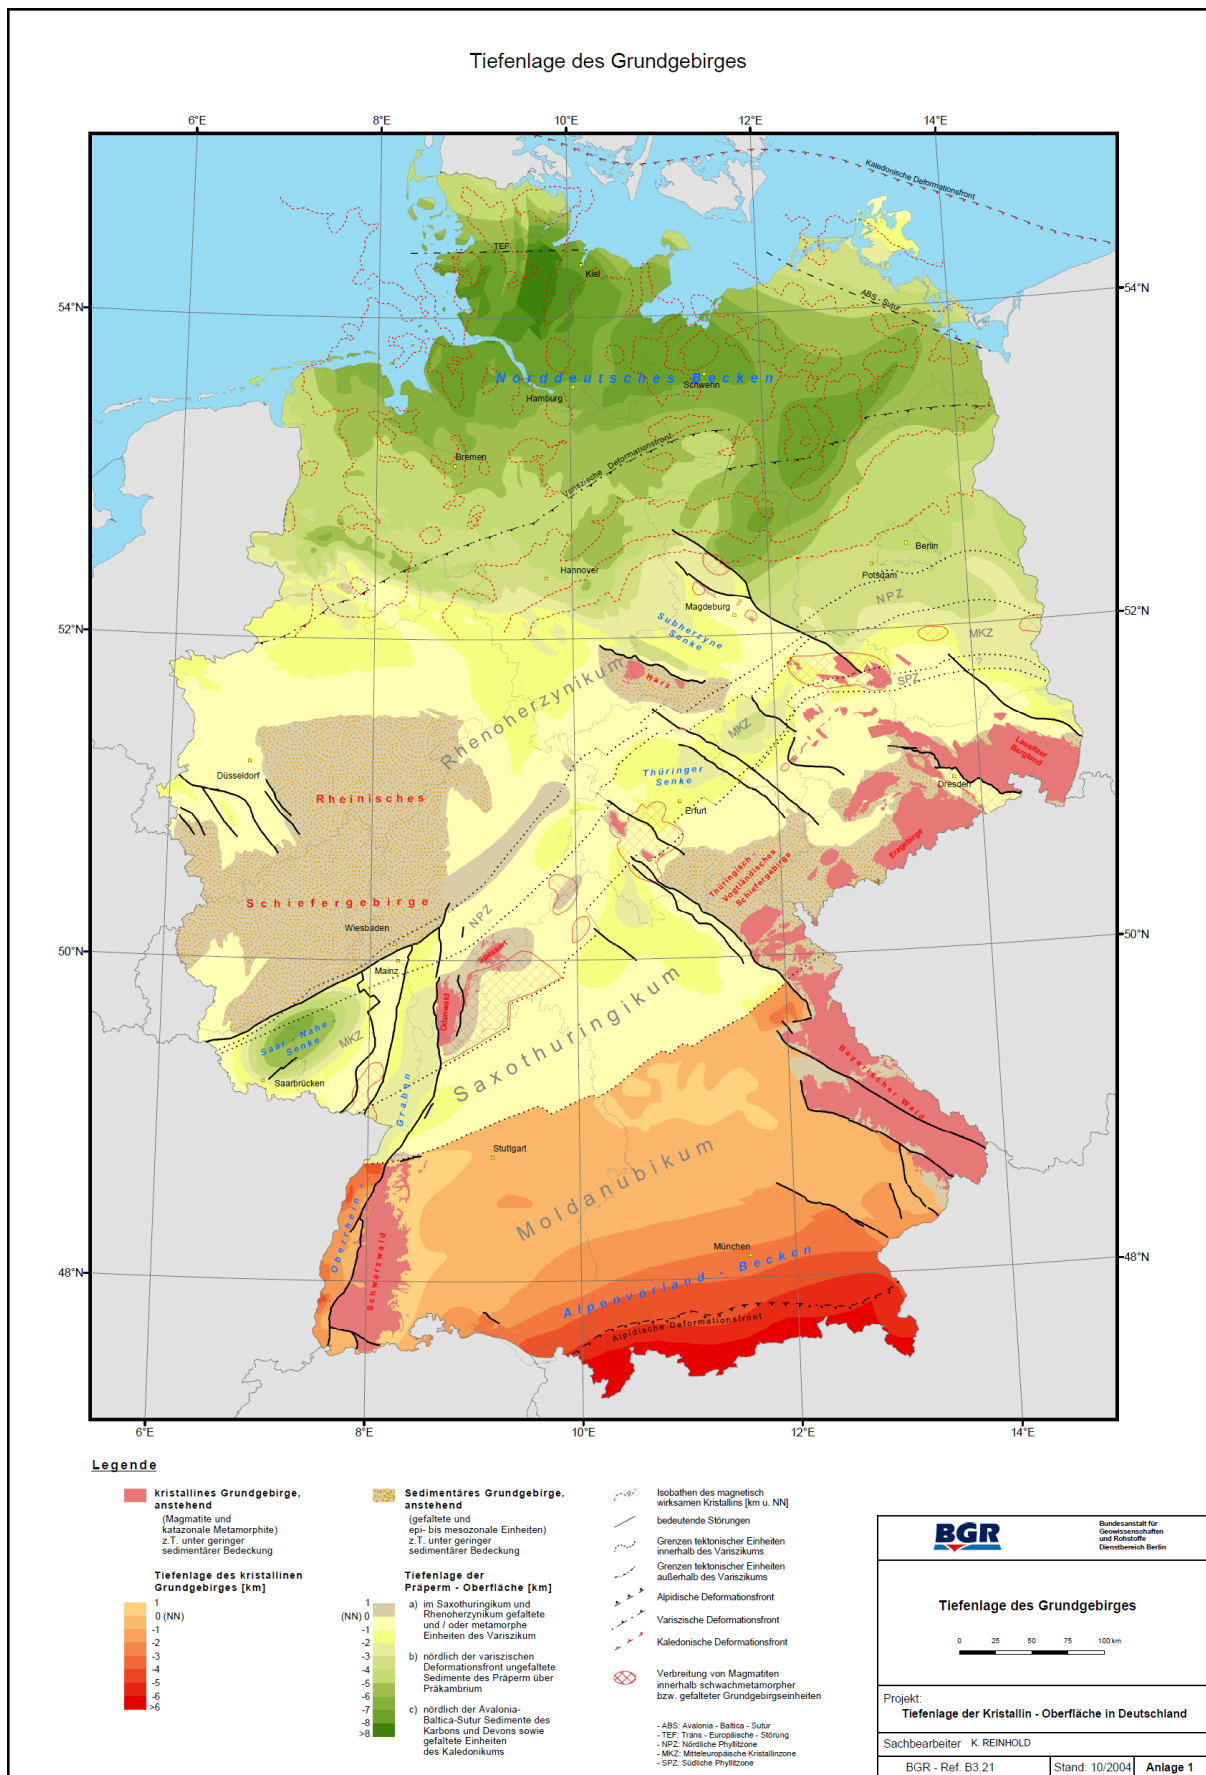 Tiefenlage des Grundgebirges
6°E 8°E 10°E 12°E 14°E
Kaledonische Deformationsfront
TEF
Kiel
54°N
54°N
ABS - Sutur
Norddeutsches Becken
Schwerin
Hamburg
Variszische Deformationsfront
Bremen
Berlin
Hannover
Potsdam
NPZ
Magdeburg
52°N
52°N
Subherzyne
Senke
MKZ
?
SPZ
Harz
Rhenoherzynikum
MKZ
Lausitzer
Bergland
Düsseldorf
Thüringer
Senke
Dresden
Rheinisches
Erfurt
Erzgebirge
Thüringisch -
Vogtländisches
Schiefergebirge
Schiefergebirge
NPZ
Wiesbaden
50°N
50°N
Spessart
Mainz
Saxothuringikum
Odenwald
Saar - Nahe -
Senke
MKZ
Bayerischer Wald
Saarbrücken
Graben
Stuttgart
Moldanubikum
Oberrhein -
München
48°N
48°N
Schwarzwald
Alpenvorland - Becken
Alpidische Deformationsfront
6°E 8°E 10°E 12°E 14°E
Legende
kristallines Grundgebirge,
anstehend
(Magmatite und
katazonale Metamorphite)
z.T. unter geringer
sedimentärer Bedeckung
Tiefenlage des kristallinen
Grundgebirges [km]
1
0 (NN)
-1
-2
-3
-4
-5
-6
>6
Sedimentäres Grundgebirge,
anstehend
(gefaltete und
epi- bis mesozonale Einheiten)
z.T. unter geringer
sedimentärer Bedeckung
Tiefenlage der
Präperm - Oberfläche [km]
1
(NN) 0
-1
-2
-3
-4
-5
-6
-7
-8
>8
a) im Saxothuringikum und
Rhenoherzynikum gefaltete
und / oder metamorphe
Einheiten des Variszikum
b) nördlich der variszischen
Deformationsfront ungefaltete
Sedimente des Präperm über
Präkambrium
c) nördlich der Avalonia-
Baltica-Sutur Sedimente des
Karbons und Devons sowie
gefaltete Einheiten
des Kaledonikums
Isobathen des magnetisch
wirksamen Kristallins [km u. NN]
bedeutende Störungen
Grenzen tektonischer Einheiten
innerhalb des Variszikums
Grenzen tektonischer Einheiten
außerhalb des Variszikums
Alpidische Deformationsfront
Variszische Deformationsfront
Kaledonische Deformationsfront
Verbreitung von Magmatiten
innerhalb schwachmetamorpher
bzw. gefalteter Grundgebirgseinheiten
- ABS: Avalonia - Baltica - Sutur
- TEF: Trans - Europäische - Störung
- NPZ: Nördliche Phyllitzone
- MKZ: Mitteleuropäische Kristallinzone
- SPZ: Südliche Phyllitzone
BGR
Bundesanstalt für
Geowissenschaften
und Rohstoffe
Dienstbereich Berlin
Tiefenlage des Grundgebirges
0 25 50 75 100 km
Projekt:
Tiefenlage der Kristallin - Oberfläche in Deutschland
Sachbearbeiter K. REINHOLD
BGR - Ref. B3.21 Stand: 10/2004 Anlage 1